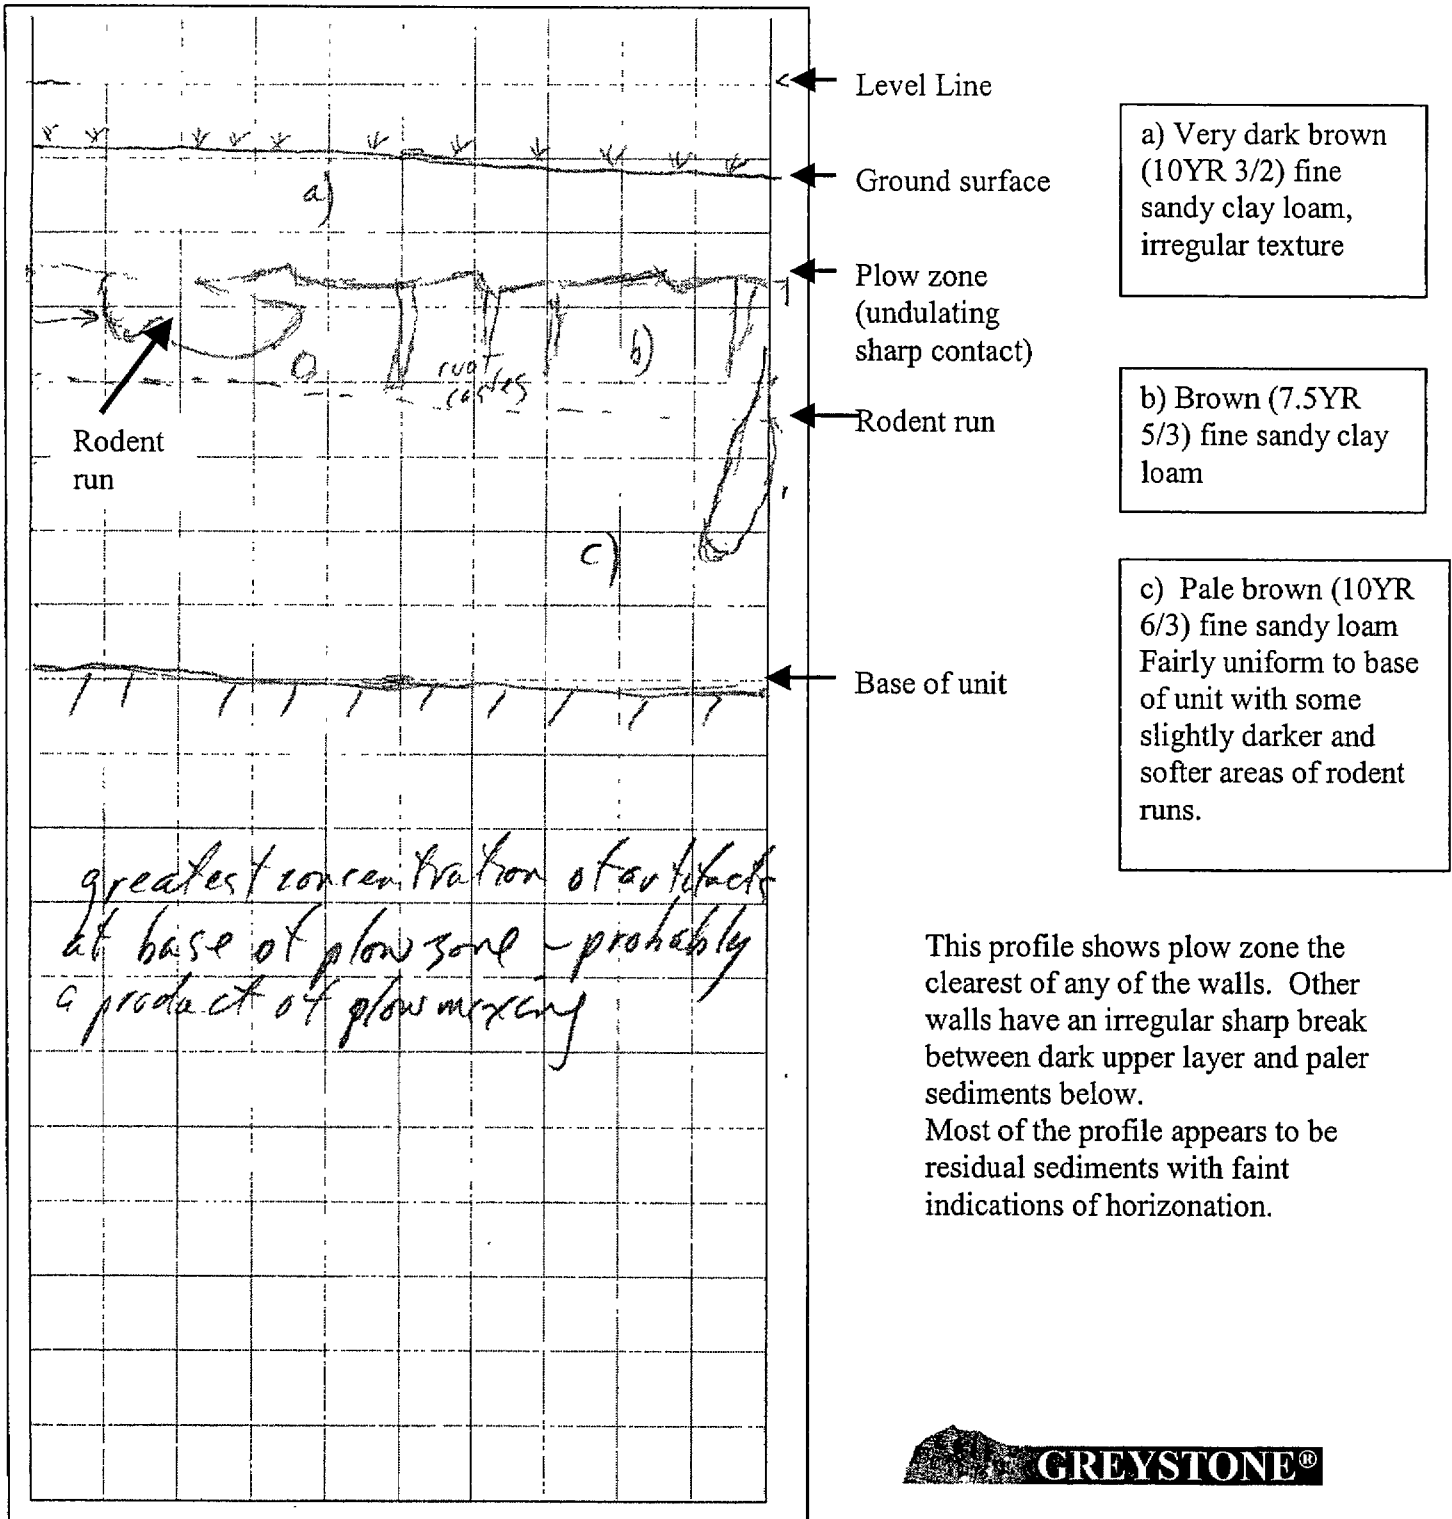 Level Line
Ground surface
a)
Plow zone
(undulating
sharp contact)
b)
root
Rodent run
Rodent
run
c)
Base of unit
greatest concentration of artifacts
at base of plow zone - probably
a product of plow mixing
a) Very dark brown
(10YR 3/2) fine
sandy clay loam,
irregular texture
b) Brown (7.5YR
5/3) fine sandy clay
loam
c) Pale brown (10YR
6/3) fine sandy loam
Fairly uniform to base
of unit with some
slightly darker and
softer areas of rodent
runs.
This profile shows plow zone the
clearest of any of the walls. Other
walls have an irregular sharp break
between dark upper layer and paler
sediments below.
Most of the profile appears to be
residual sediments with faint
indications of horizonation.
GREYSTONE®